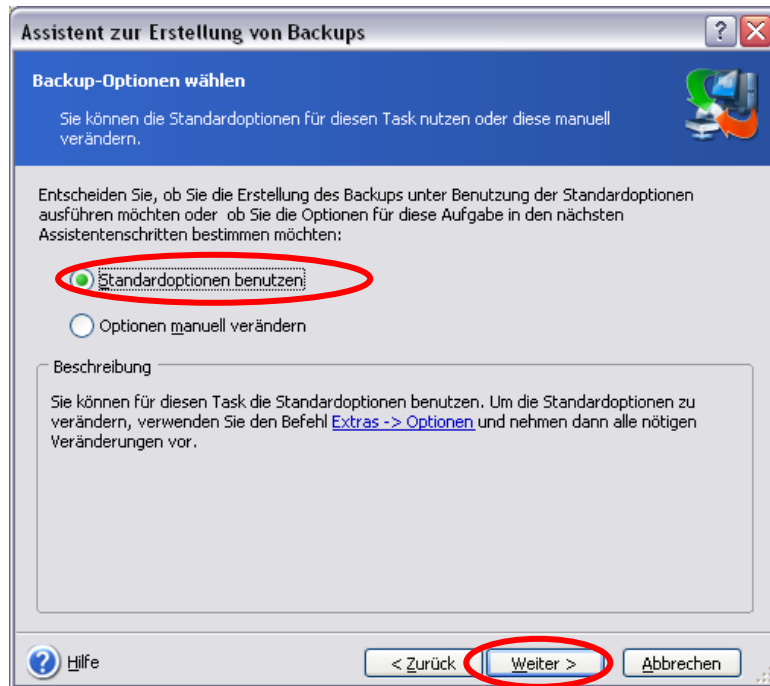 Assistent zur Erstellung von Backups
Backup-Optionen wählen
Sie können die Standardoptionen für diesen Task nutzen oder diese manuell
verändern.
Entscheiden Sie, ob Sie die Erstellung des Backups unter Benutzung der Standardoptionen
ausführen möchten oder ob Sie die Optionen für diese Aufgabe in den nächsten
Assistentenschritten bestimmen möchten:
Standardoptionen benutzen
Optionen manuell verändern
Beschreibung
Sie können für diesen Task die Standardoptionen benutzen. Um die Standardoptionen zu
verändern, verwenden Sie den Befehl Extras -> Optionen und nehmen dann alle nötigen
Veränderungen vor.
Hilfe
< Zurück
Weiter >
Abbrechen